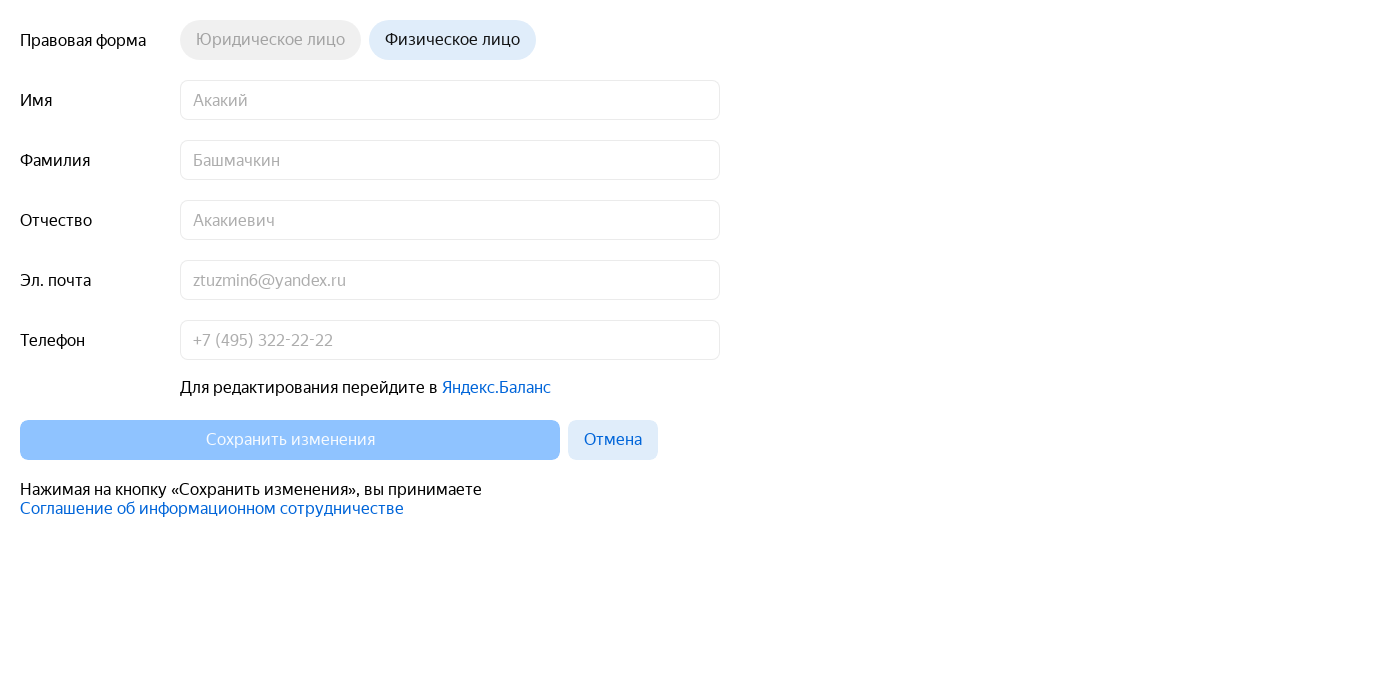 Правовая форма Юридическое лицо Физическое лицо
Имя Акакий
Фамилия Башмачкин
Отчество Акакиевич
Эл. почта ztuzmin6@yandex.ru
Телефон +7 (495) 322-22-22
Для редактирования перейдите в Яндекс.Баланс
Сохранить изменения Отмена
Нажимая на кнопку «Сохранить изменения», вы принимаете
Соглашение об информационном сотрудничестве